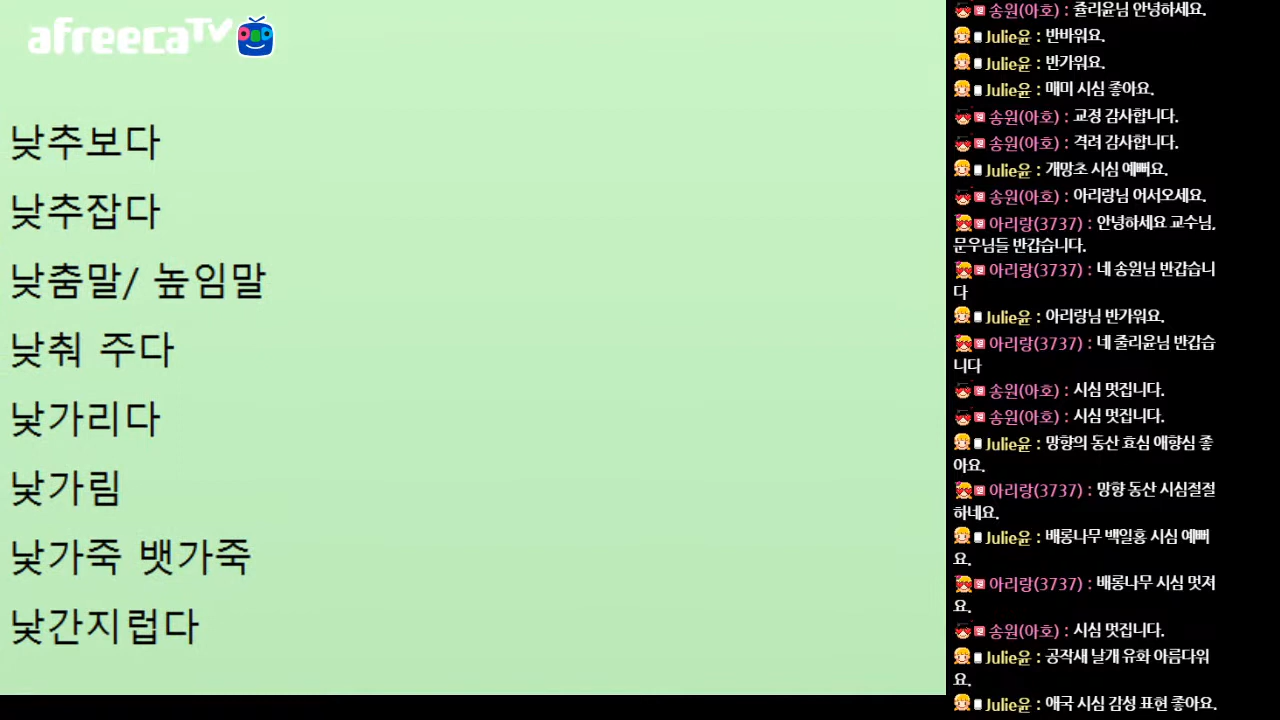 afreecaTV
낮추보다
낮추잡다
낮춤말/ 높임말
낮춰 주다
낯가리다
낯가림
낯가죽 뱃가죽
낯간지럽다
송원(아호) : 쥴리윤님 안녕하세요.
Julie윤 : 반바워요.
Julie윤 : 반가워요.
Julie윤 : 매미 시심 좋아요.
송원(아호) : 교정 감사합니다.
송원(아호) : 격려 감사합니다.
Julie윤 : 개망초 시심 예뻐요.
송원(아호) : 아리랑님 어서오세요.
아리랑(3737) : 안녕하세요 교수님,
문우님들 반갑습니다.
아리랑(3737) : 네 송원님 반갑습니
다
Julie윤 : 아리랑님 반가워요.
아리랑(3737) : 네 줄리윤님 반갑습
니다
송원(아호) : 시심 멋집니다.
송원(아호) : 시심 멋집니다.
Julie윤 : 망향의 동산 효심 애향심 좋
아요.
아리랑(3737) : 망향 동산 시심절절
하네요.
Julie윤 : 배롱나무 백일홍 시심 예뻐
요.
아리랑(3737) : 배롱나무 시심 멋져
요.
송원(아호) : 시심 멋집니다.
Julie윤 : 공작새 날개 유화 아름다워
요.
Julie윤 : 애국 시심 감성 표현 좋아요.